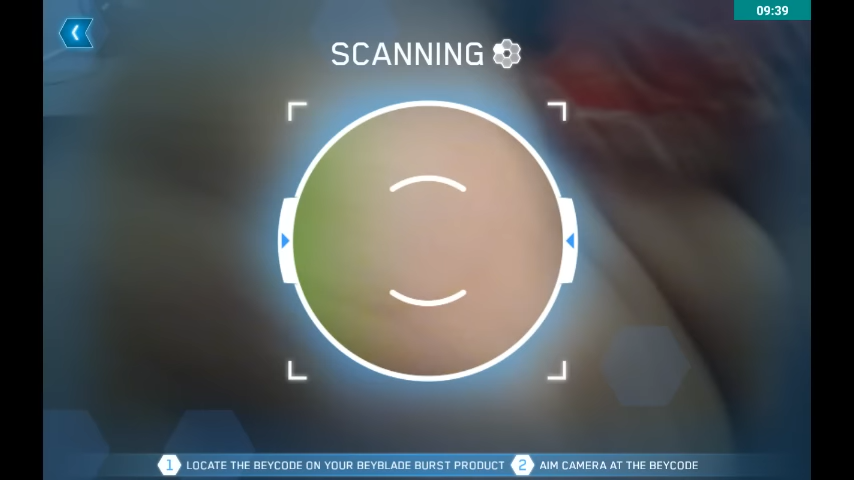 09:39
SCANNING
1 LOCATE THE BEYCODE ON YOUR BEYBLADE BURST PRODUCT 2 AIM CAMERA AT THE BEYCODE